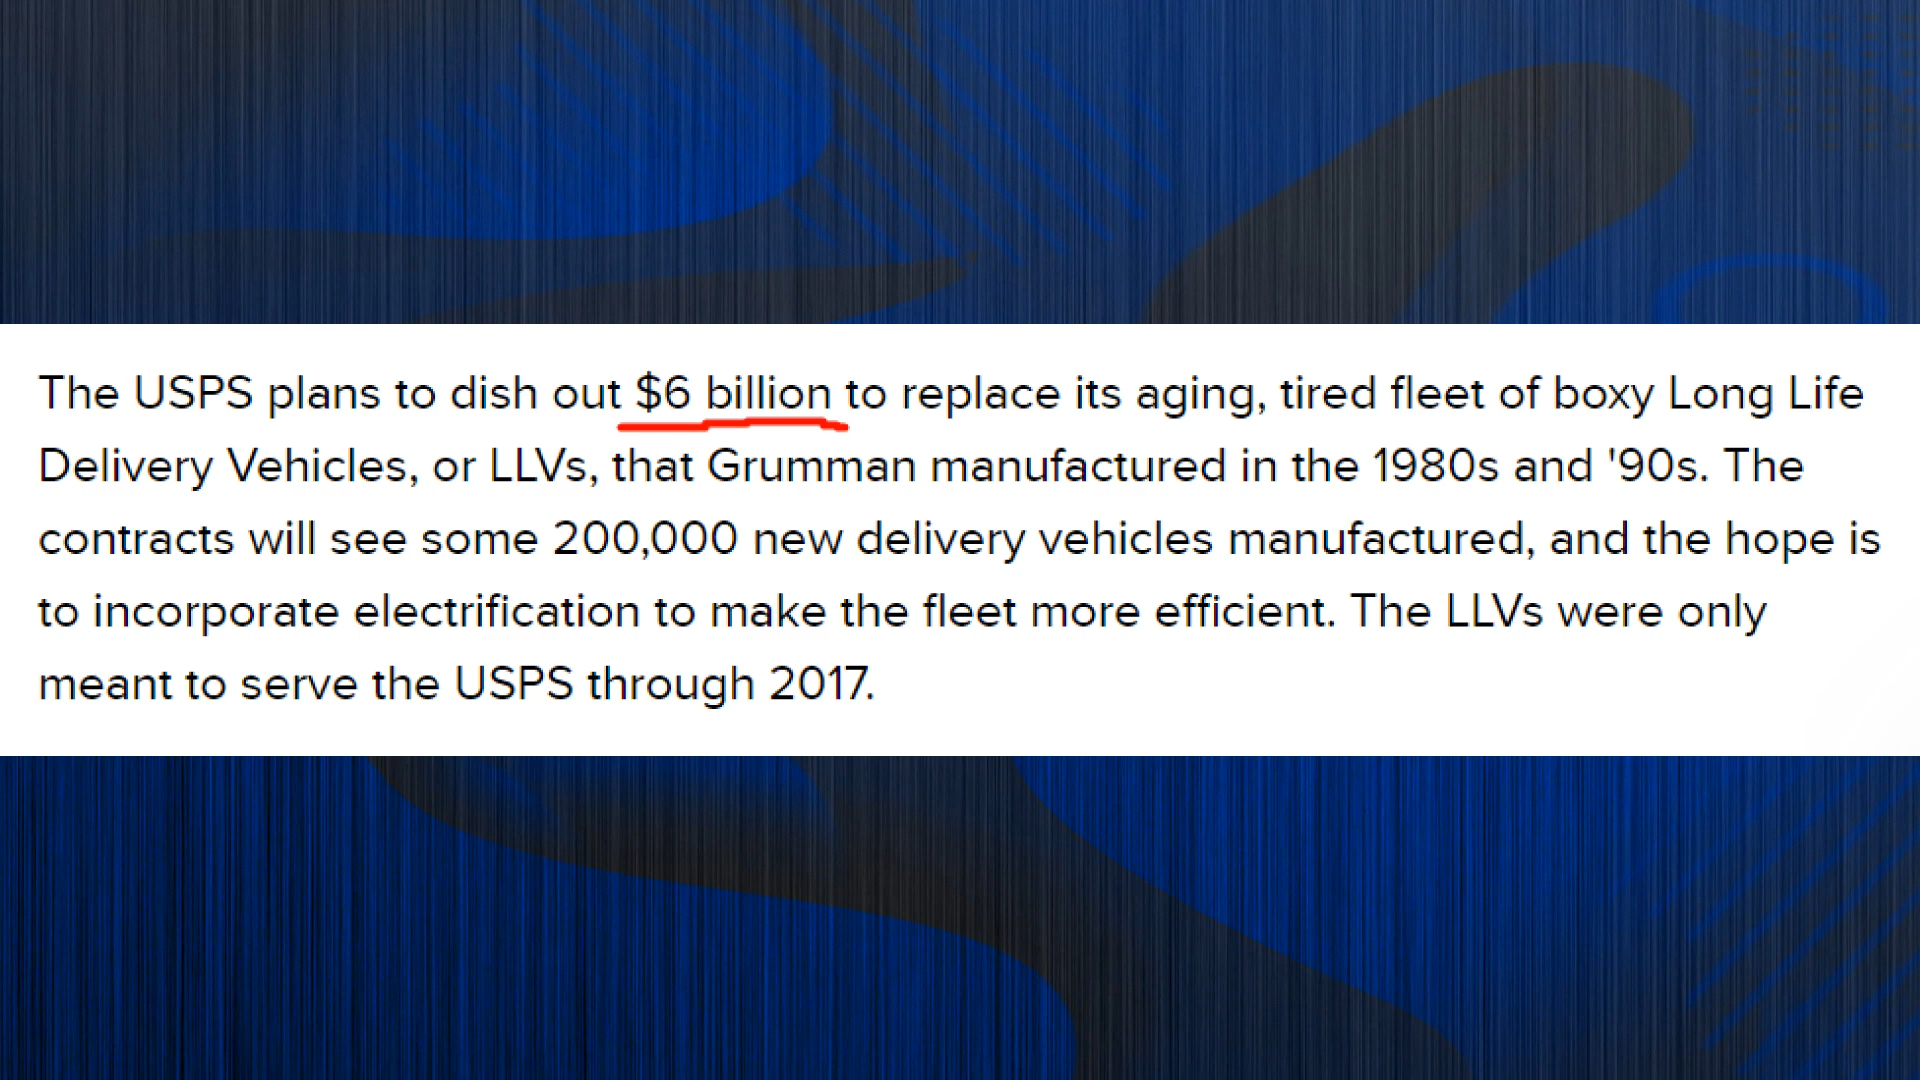 The USPS plans to dish out $6 billion to replace its aging, tired fleet of boxy Long Life
Delivery Vehicles, or LLVs, that Grumman manufactured in the 1980s and '90s. The
contracts will see some 200,000 new delivery vehicles manufactured, and the hope is
to incorporate electrification to make the fleet more efficient. The LLVs were only
meant to serve the USPS through 2017.